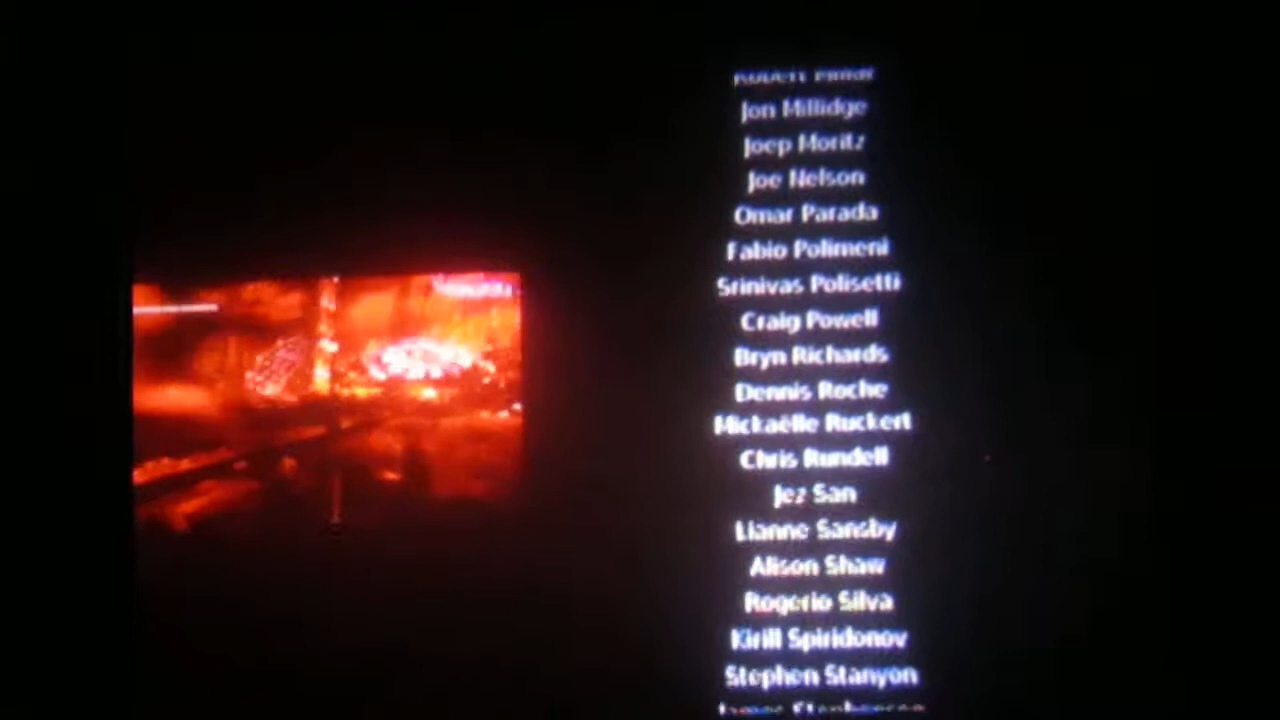 Jon Millidge
Joep Moritz
Joe Nelson
Omar Parada
Fabio Polimeni
Srinivas Polisetti
Craig Powell
Bryn Richards
Dennis Roche
Mickaëlle Ruckert
Chris Rundell
Jez San
Lianne Sansby
Alison Shaw
Rogerio Silva
Kirill Spiridonov
Stephen Stanyon